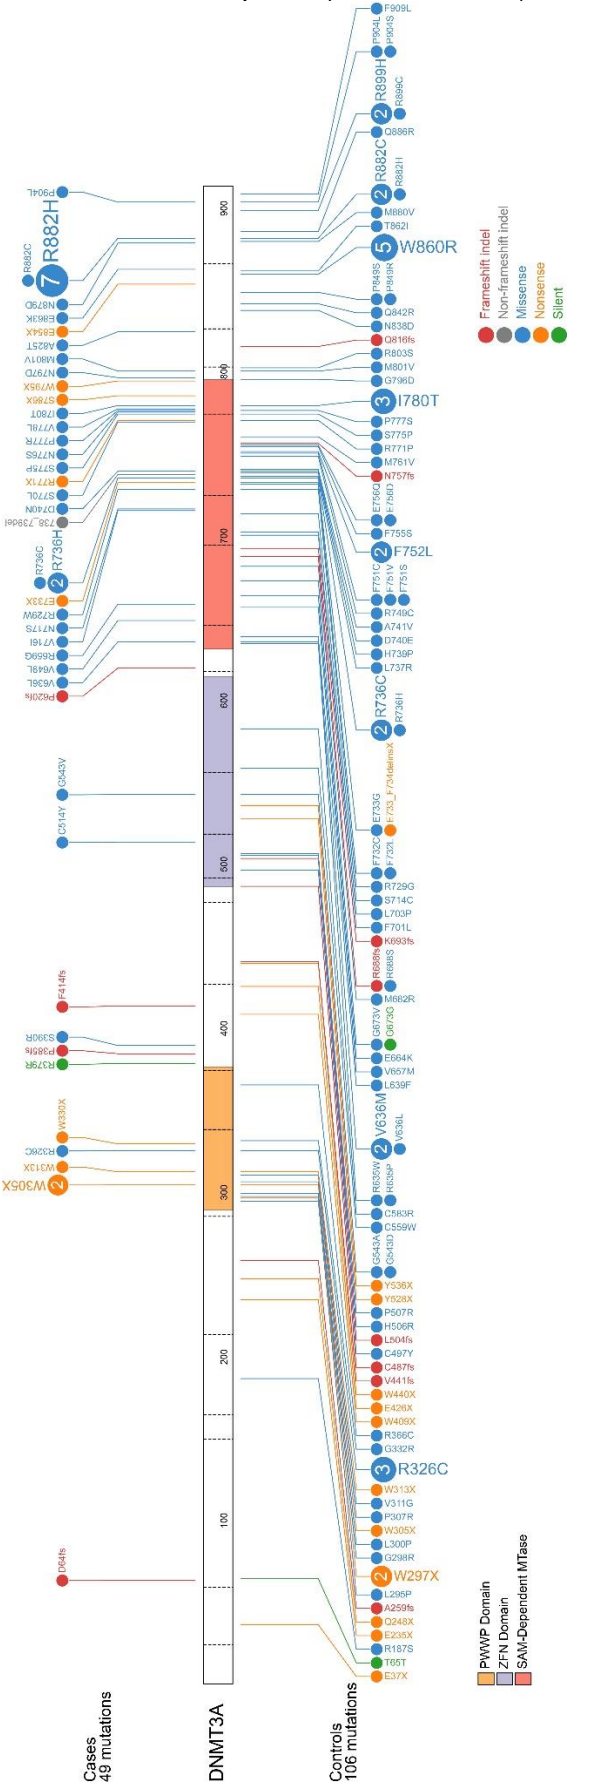 Cases
49 mutations
D64fs
2
W305X
W313X
R326C
W330X
R379R
P385fs
S390R
F414fs
C514Y
G543V
P620fs
V636L
V649L
R659G
V716I
N717S
R729W
E733X
2
R736H
R736C
738_739del
D740N
S770L
R771X
S775P
N776S
P777R
V778L
I780T
S786X
W795X
N797D
M801V
A825T
E854X
E863K
N879D
7
R882H
R882C
P904L
DNMT3A
100
200
300
400
500
600
700
800
900
Controls
106 mutations
E37X
T65T
R187S
E235X
Q248X
A259fs
L295P
2
W297X
G298R
L300P
W305X
P307R
V311G
W313X
3
R326C
G332R
R366C
W409X
E426X
W440X
V441fs
C487fs
C497Y
L504fs
H506R
P507R
Y528X
Y536X
G543A
G543D
C559W
C583R
R635W
R635P
2
V636M
V636L
L639F
V657M
E664K
G673V
G673G
M682R
R688fs
R688S
K693fs
F701L
L703P
S714C
R729G
F732C
F732L
E733G
E733_F734delinsX
2
R736C
R736H
L737R
H739P
D740E
A741V
R749C
F751C
F751V
F751S
2
F752L
F755S
E756Q
E756D
N757fs
M761V
R771P
S775P
P777S
3
I780T
G796D
M801V
R803S
Q816fs
N838D
Q842R
P849S
P849R
5
W860R
T862I
M880V
2
R882C
R882H
Q886R
2
R899H
R899C
P904L
P904S
F909L
PWWP Domain
ZFN Domain
SAM-Dependent MTase
Frameshift indel
Non-frameshift indel
Missense
Nonsense
Silent